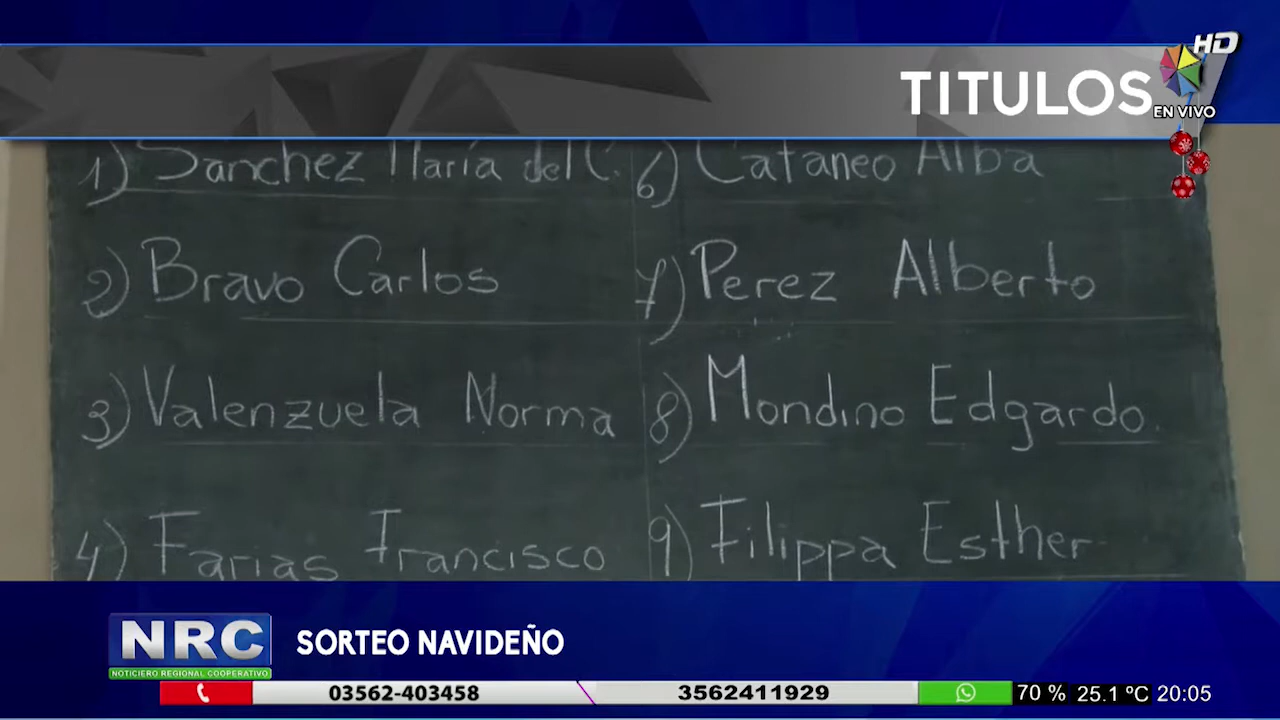 HD
TITULOS
EN VIVO
1) Sanchez María del C.
2) Bravo Carlos
3) Valenzuela Norma
4) Farias Francisco
6) Cataneo Alba
7) Perez Alberto
8) Mondino Edgardo.
9) Filippa Esther
NRC
NOTICIERO REGIONAL COOPERATIVO
SORTEO NAVIDEÑO
03562-403458 3562411929 70 % 25.1 ºC 20:05